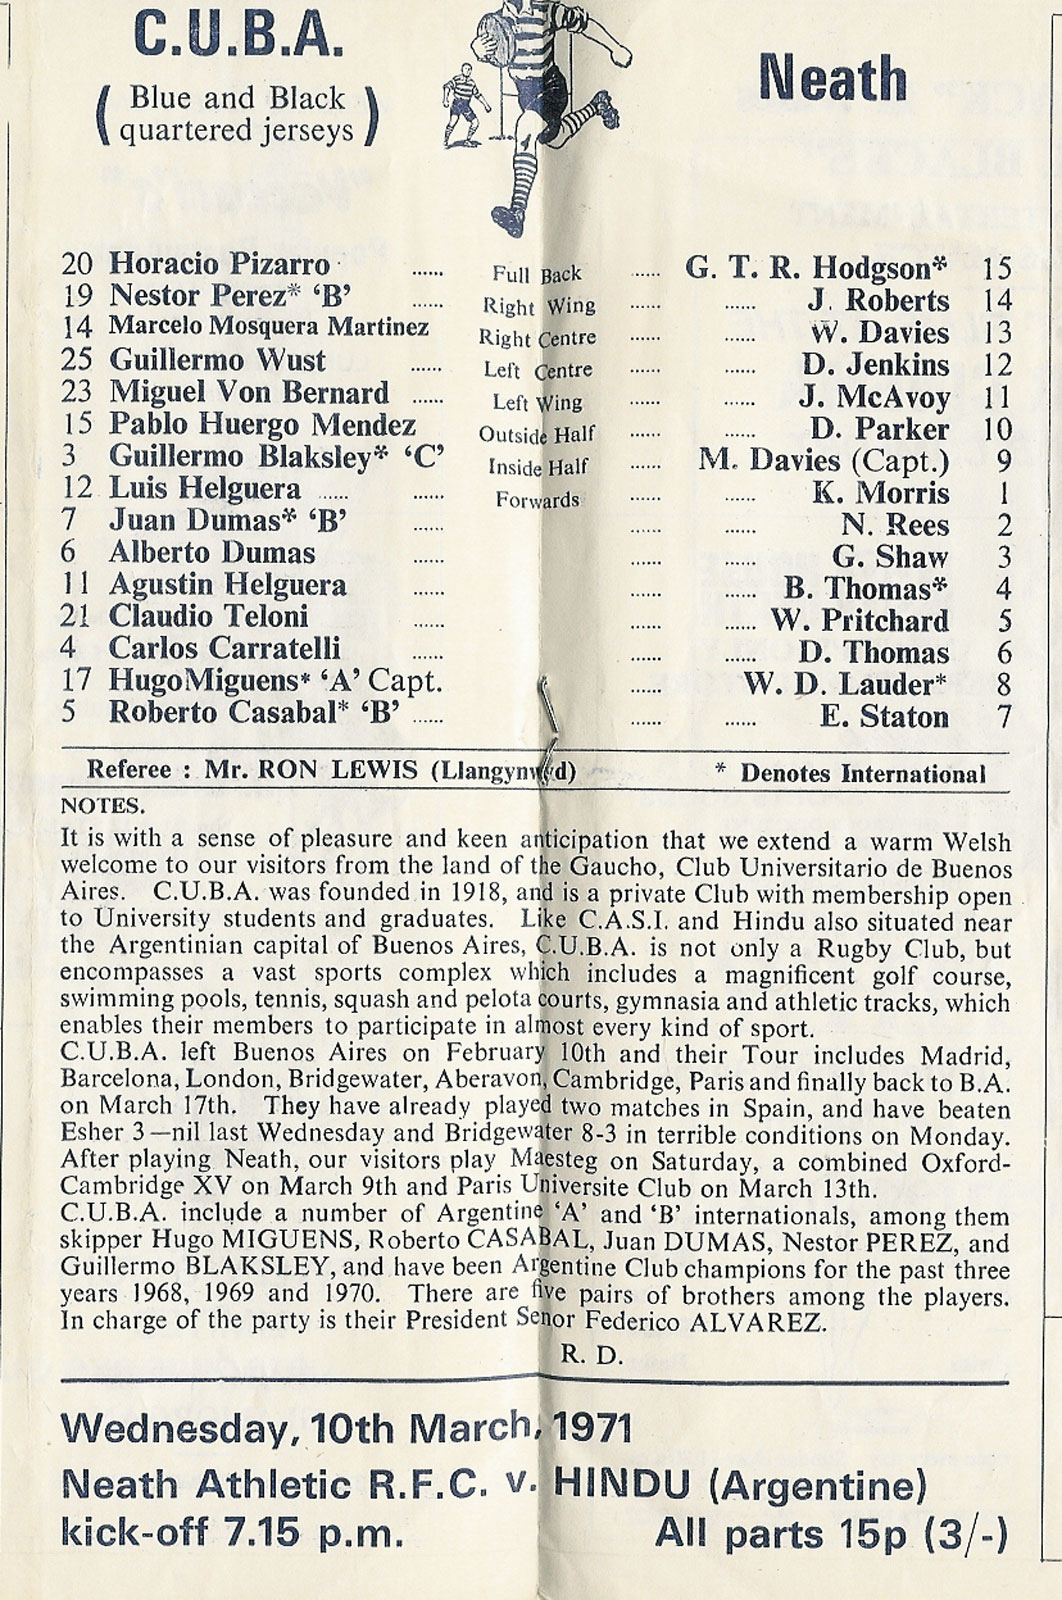 C.U.B.A.
( Blue and Black
quartered jerseys )
Neath
20 Horacio Pizarro ...... Full Back ...... G. T. R. Hodgson* 15
19 Nestor Perez* ‘B’ ...... Right Wing ...... ...... J. Roberts 14
14 Marcelo Mosquera Martinez Right Centre ...... ...... W. Davies 13
25 Guillermo Wust ...... Left Centre ...... ...... D. Jenkins 12
23 Miguel Von Bernard ...... Left Wing ...... ...... J. McAvoy 11
15 Pablo Huergo Mendez Outside Half ...... ...... D. Parker 10
3 Guillermo Blaksley* ‘C’ Inside Half ...... M. Davies (Capt.) 9
12 Luis Helguera ...... ...... Forwards ...... ...... K. Morris 1
7 Juan Dumas* ‘B’ ...... ...... ...... N. Rees 2
6 Alberto Dumas ...... ...... ...... G. Shaw 3
11 Agustin Helguera ...... ...... ...... B. Thomas* 4
21 Claudio Teloni ...... ...... ...... W. Pritchard 5
4 Carlos Carratelli ...... ...... ...... D. Thomas 6
17 Hugo Miguens* ‘A’ Capt. ...... ...... W. D. Lauder* 8
5 Roberto Casabal* ‘B’ ...... ...... ...... E. Staton 7
Referee : Mr. RON LEWIS (Llangynwyd) * Denotes International
NOTES.
It is with a sense of pleasure and keen anticipation that we extend a warm Welsh
welcome to our visitors from the land of the Gaucho, Club Universitario de Buenos
Aires. C.U.B.A. was founded in 1918, and is a private Club with membership open
to University students and graduates. Like C.A.S.I. and Hindu also situated near
the Argentinian capital of Buenos Aires, C.U.B.A. is not only a Rugby Club, but
encompasses a vast sports complex which includes a magnificent golf course,
swimming pools, tennis, squash and pelota courts, gymnasia and athletic tracks, which
enables their members to participate in almost every kind of sport.
C.U.B.A. left Buenos Aires on February 10th and their Tour includes Madrid,
Barcelona, London, Bridgewater, Aberavon, Cambridge, Paris and finally back to B.A.
on March 17th. They have already played two matches in Spain, and have beaten
Esher 3—nil last Wednesday and Bridgewater 8-3 in terrible conditions on Monday.
After playing Neath, our visitors play Maesteg on Saturday, a combined Oxford-
Cambridge XV on March 9th and Paris Universite Club on March 13th.
C.U.B.A. include a number of Argentine ‘A’ and ‘B’ internationals, among them
skipper Hugo MIGUENS, Roberto CASABAL, Juan DUMAS, Nestor PEREZ, and
Guillermo BLAKSLEY, and have been Argentine Club champions for the past three
years 1968, 1969 and 1970. There are five pairs of brothers among the players.
In charge of the party is their President Senor Federico ALVAREZ.
R. D.
Wednesday, 10th March, 1971
Neath Athletic R.F.C. v. HINDU (Argentine)
kick-off 7.15 p.m. All parts 15p (3/-)